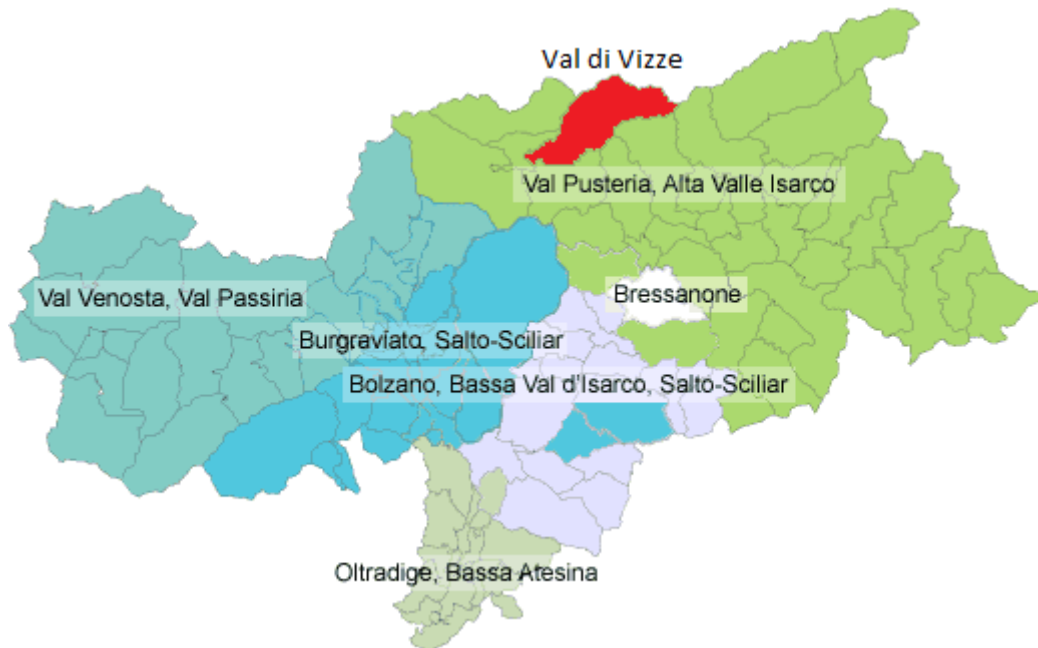 Val di Vizze
Val Pusteria, Alta Valle Isarco
Val Venosta, Val Passiria
Bressanone
Burgraviato, Salto-Sciliar
Bolzano, Bassa Val d'Isarco, Salto-Sciliar
Oltradige, Bassa Atesina